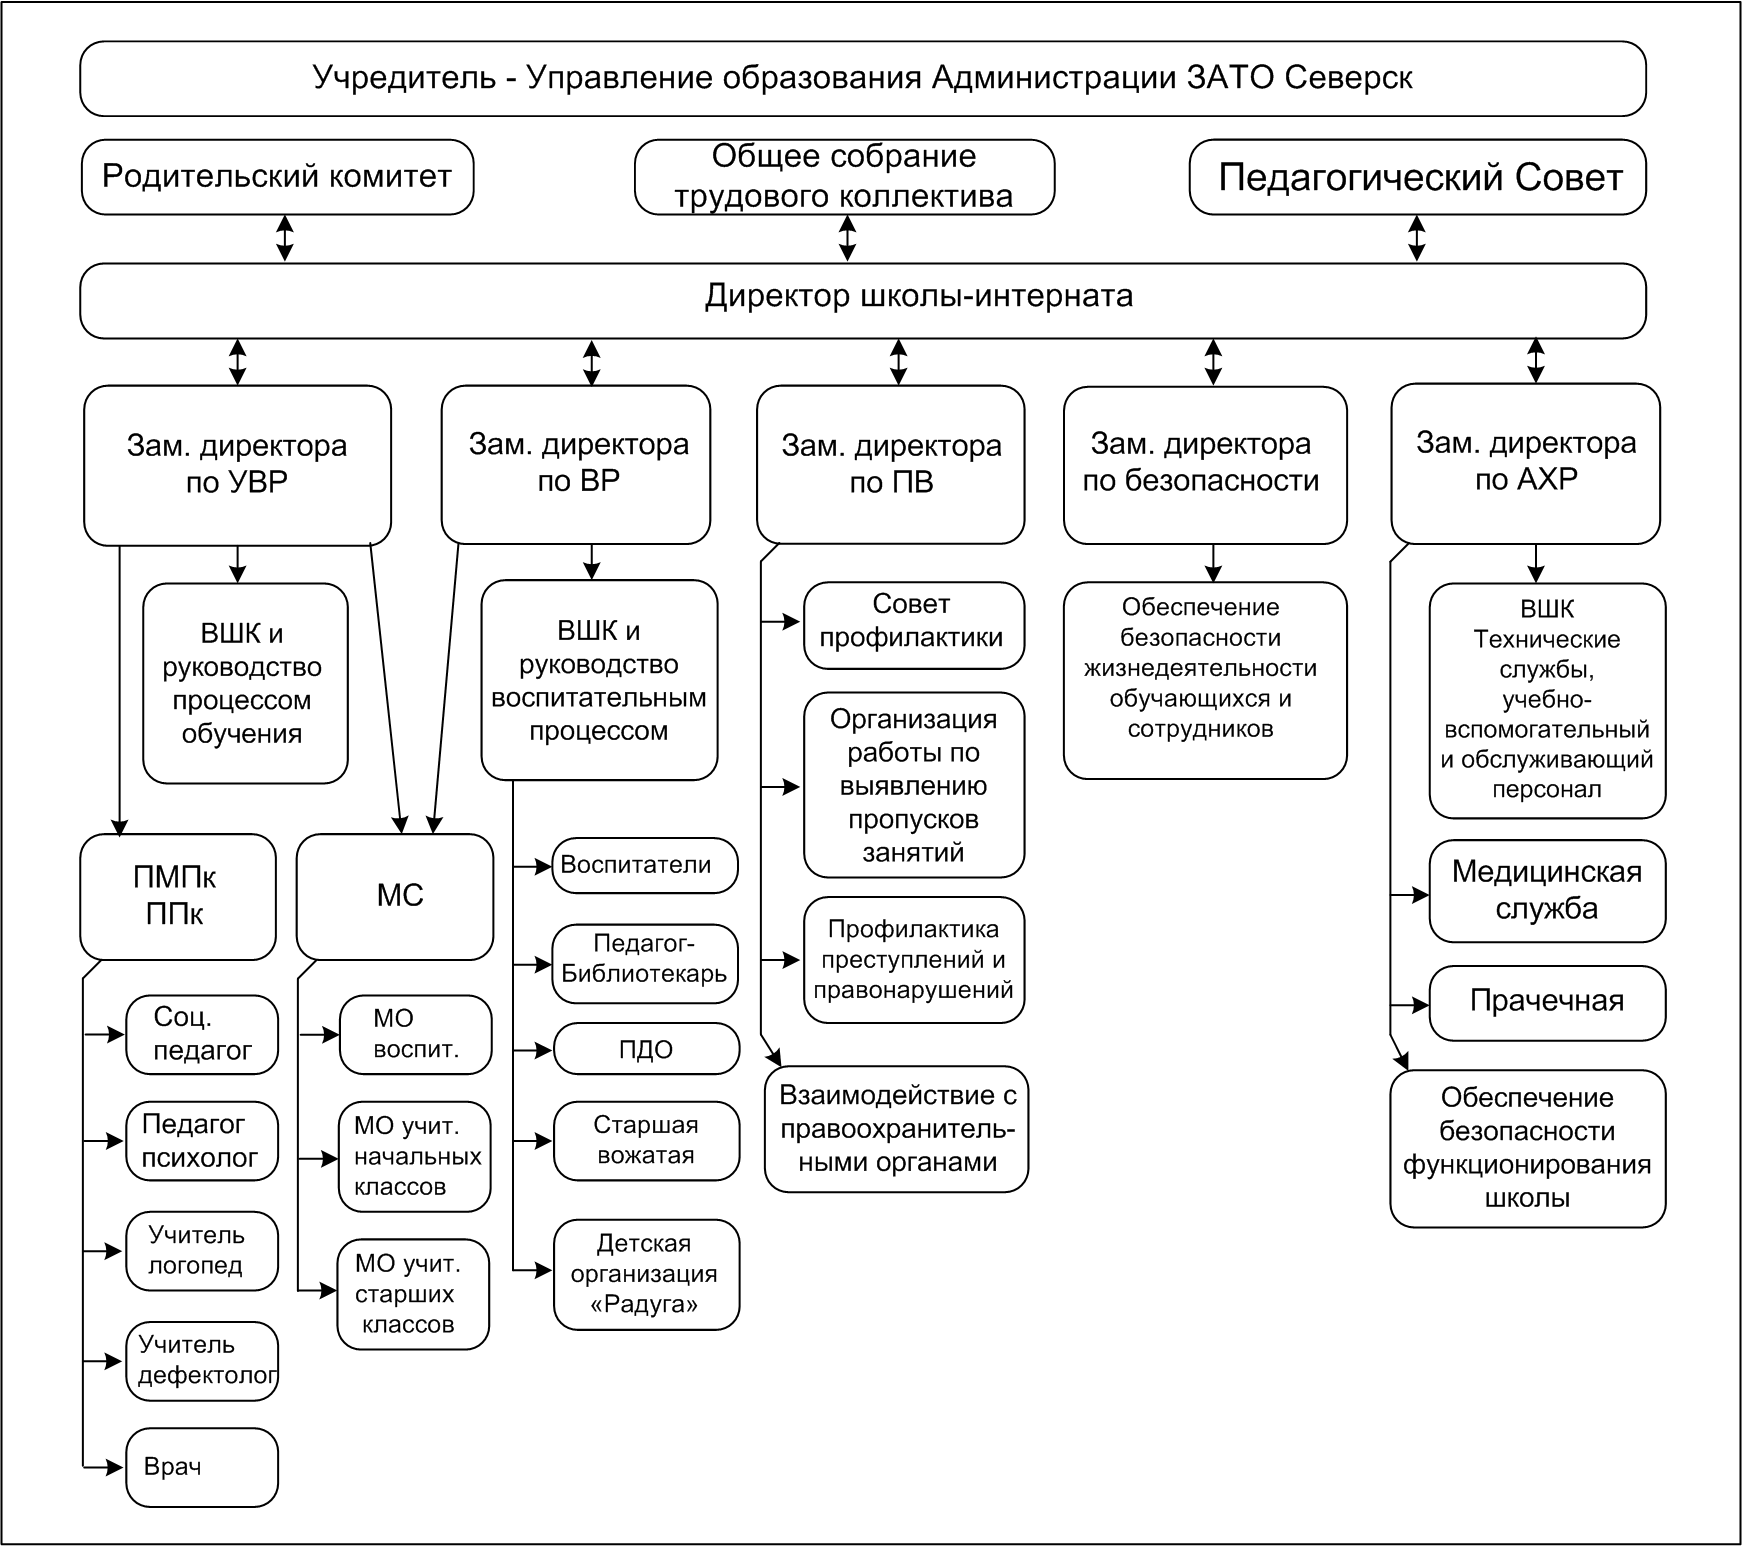 Учредитель - Управление образования Администрации ЗАТО Северск
Родительский комитет
Общее собрание
трудового коллектива
Педагогический Совет
Директор школы-интерната
Зам. директора
по УВР
Зам. директора
по ВР
Зам. директора
по ПВ
Зам. директора
по безопасности
Зам. директора
по АХР
ВШК и
руководство
процессом
обучения
ВШК и
руководство
воспитательным
процессом
Совет
профилактики
Организация
работы по
выявлению
пропусков
занятий
Профилактика
преступлений и
правонарушений
Взаимодействие с
правоохранитель-
ными органами
Обеспечение
безопасности
жизнедеятельности
обучающихся и
сотрудников
ВШК
Технические
службы,
учебно-
вспомогательный
и обслуживающий
персонал
Медицинская
служба
Прачечная
Обеспечение
безопасности
функционирования
школы
ПМПк
ППк
МС
Соц.
педагог
Педагог
психолог
Учитель
логопед
Учитель
дефектолог
Врач
МО
воспит.
МО учит.
начальных
классов
МО учит.
старших
классов
Воспитатели
Педагог-
Библиотекарь
ПДО
Старшая
вожатая
Детская
организация
«Радуга»